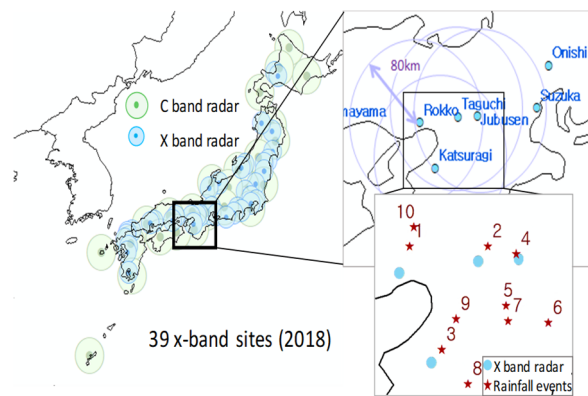 C band radar
X band radar
39 x-band sites (2018)
80km
Onishi
Suzuka
Taguchi
Rokko
Jubusen
nayama
Katsuragi
10
1
2
4
5
7
6
9
3
8
X band radar
Rainfall events